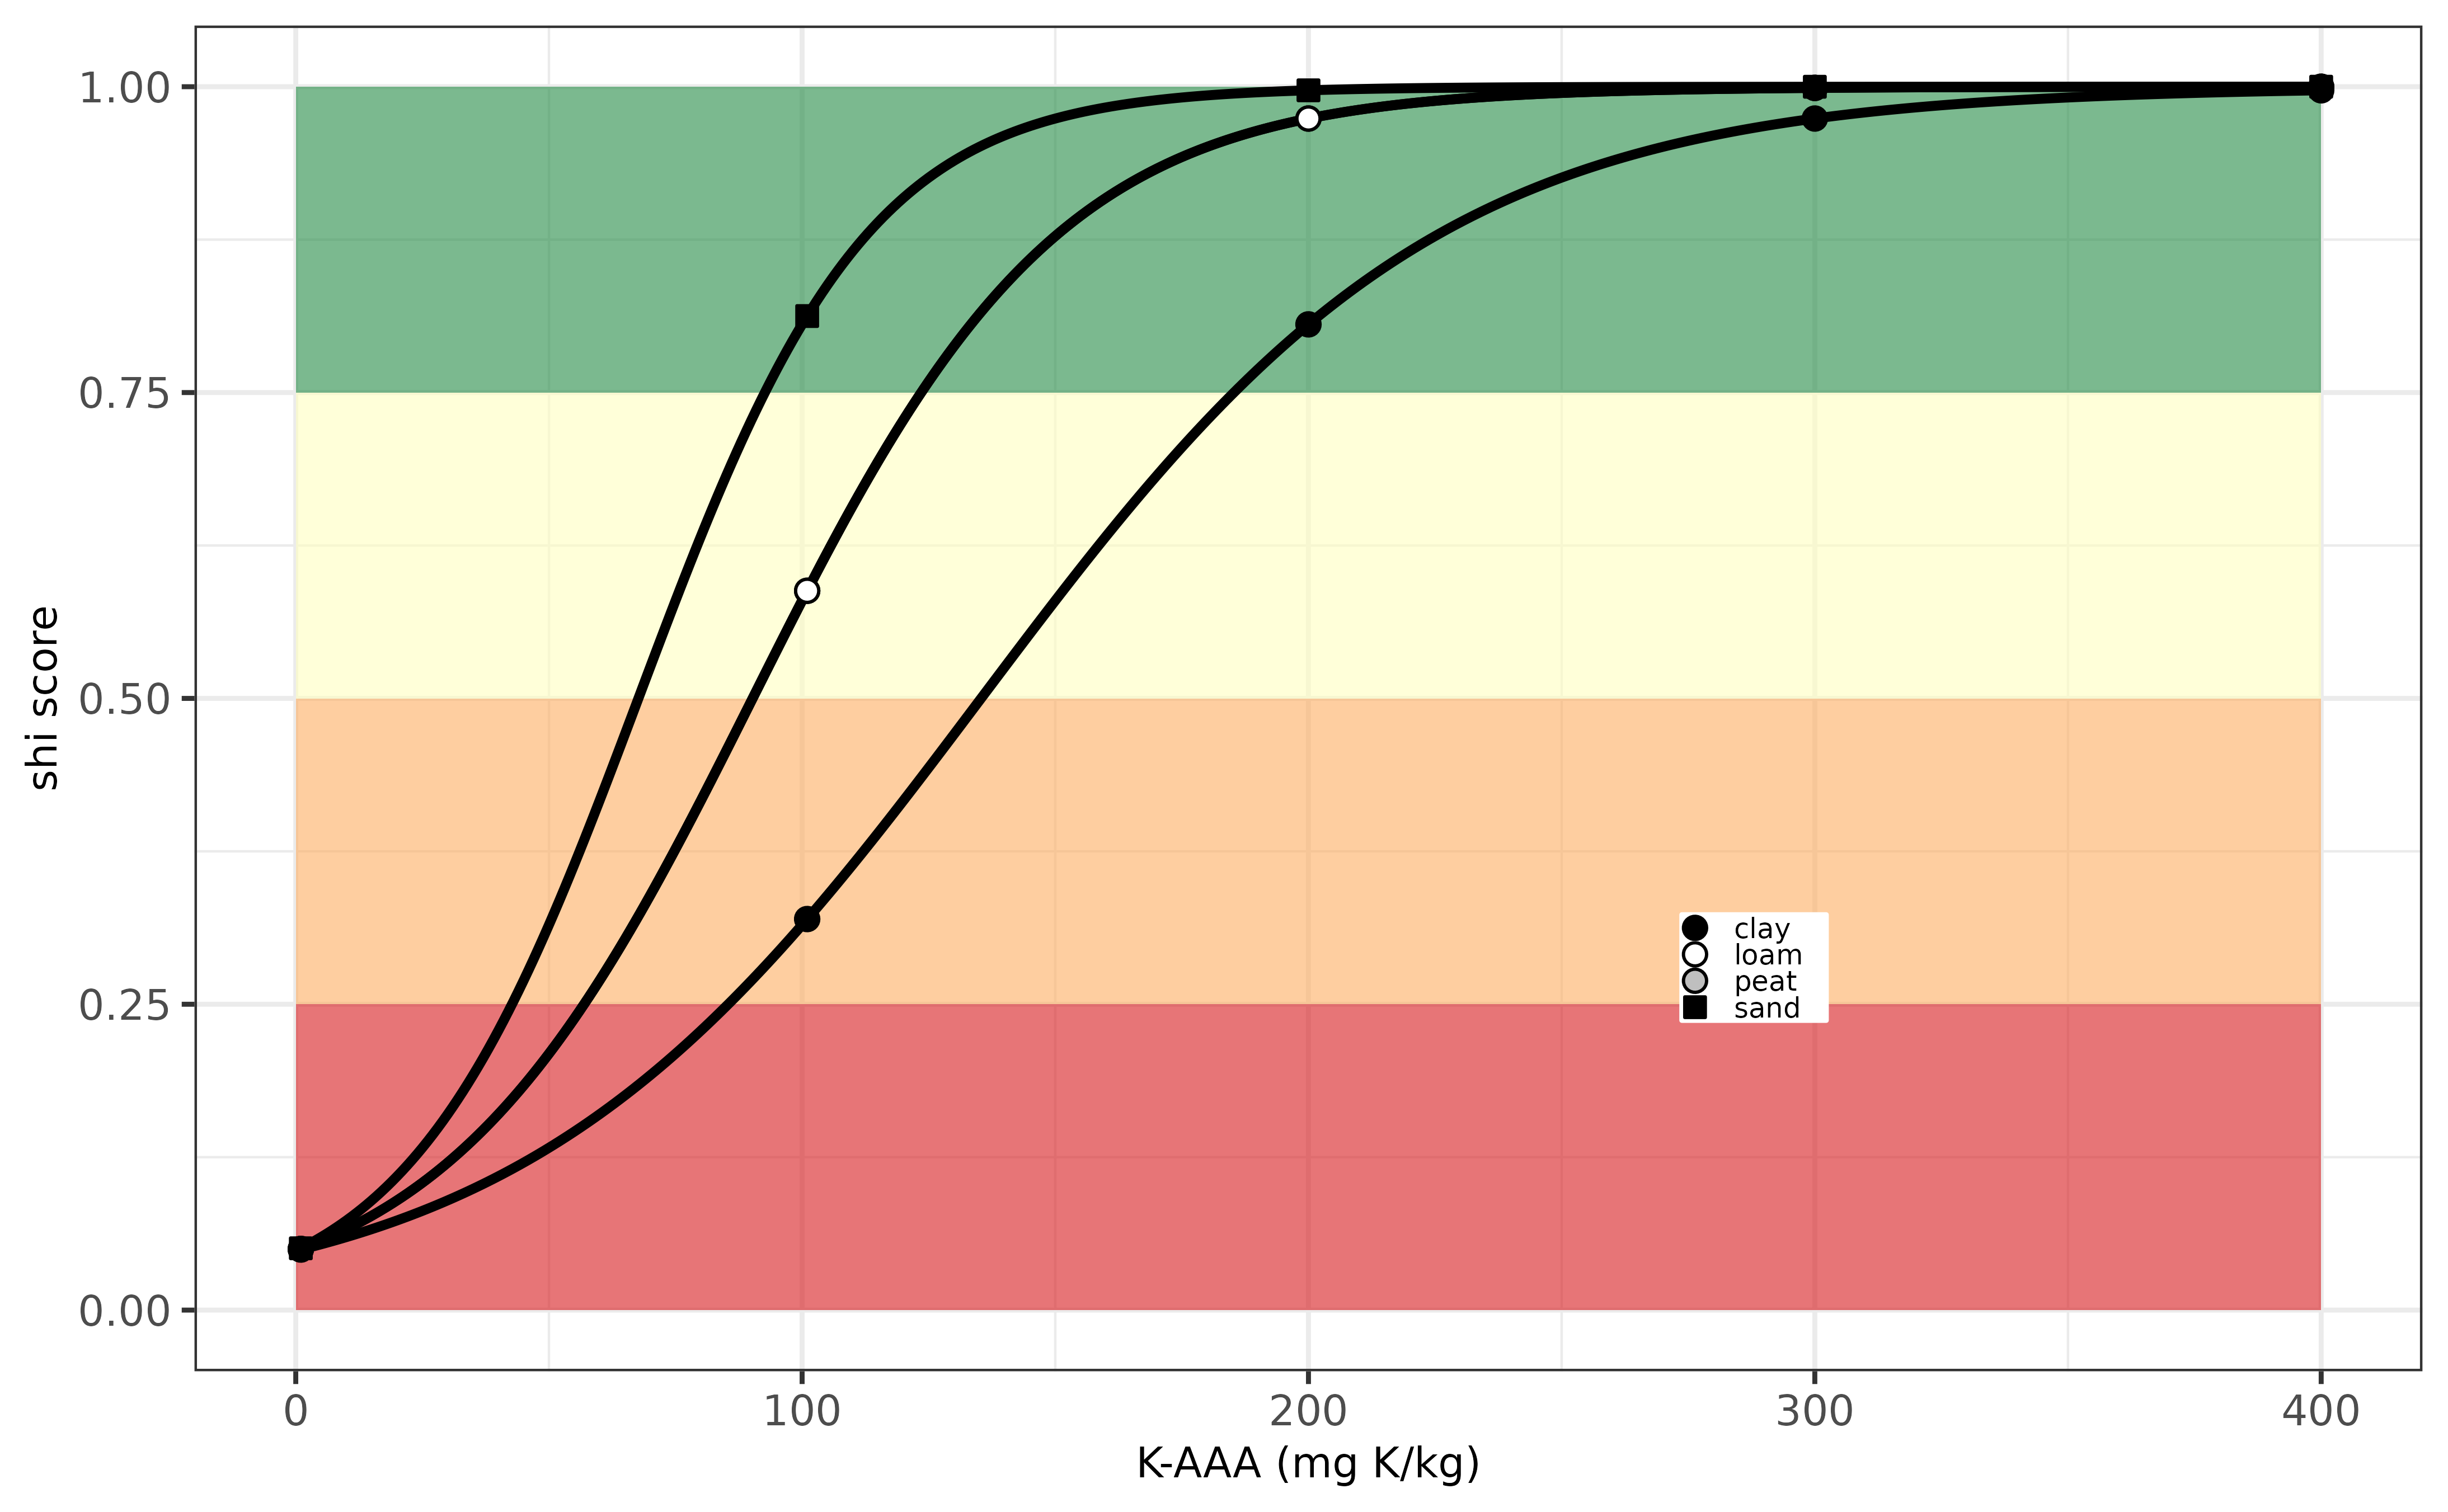 1.00
0.75
0.50
0.25
0.00
shi score
clay
loam
peat
sand
0 100 200 300 400
K-AAA (mg K/kg)